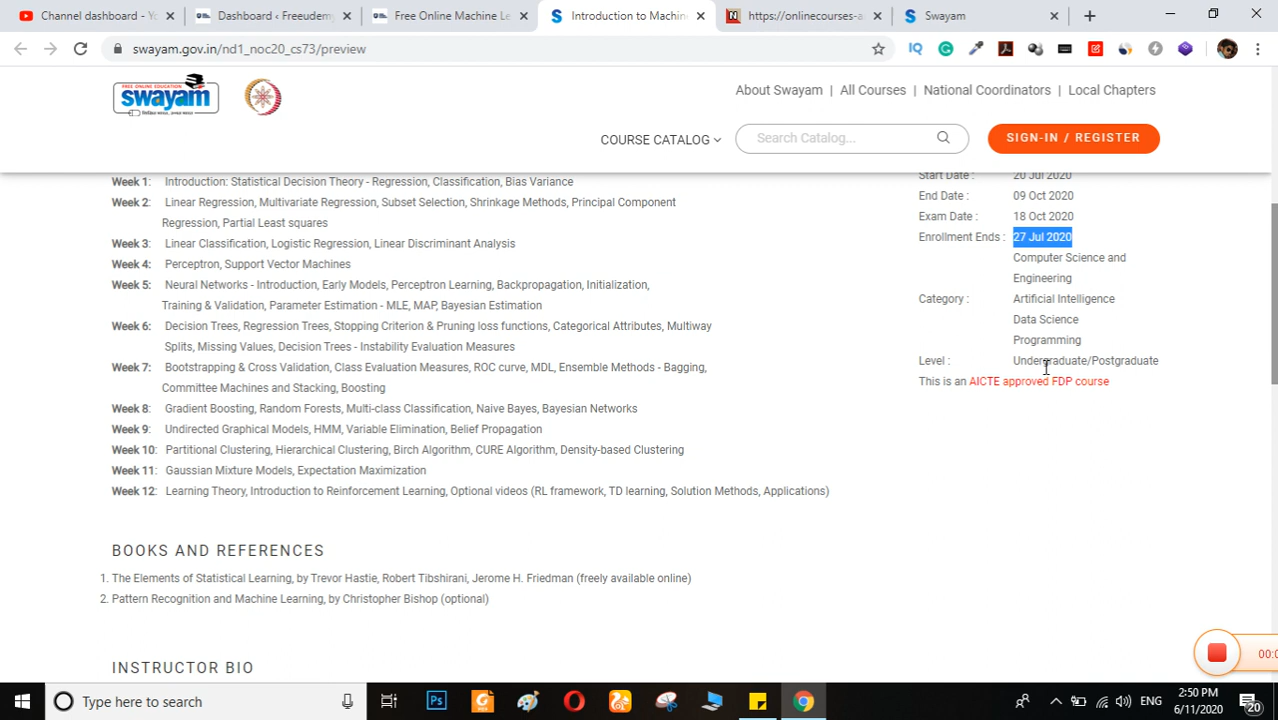 Channel dashboard - Yo
Dashboard ‹ Freeudem
Free Online Machine Le
Introduction to Machin
https://onlinecourses-a
Swayam
swayam.gov.in/nd1_noc20_cs73/preview
FREE ONLINE EDUCATION
swayam
About Swayam | All Courses | National Coordinators | Local Chapters
COURSE CATALOG
Search Catalog...
SIGN-IN / REGISTER
Week 1: Introduction: Statistical Decision Theory - Regression, Classification, Bias Variance
Week 2: Linear Regression, Multivariate Regression, Subset Selection, Shrinkage Methods, Principal Component
Regression, Partial Least squares
Week 3: Linear Classification, Logistic Regression, Linear Discriminant Analysis
Week 4: Perceptron, Support Vector Machines
Week 5: Neural Networks - Introduction, Early Models, Perceptron Learning, Backpropagation, Initialization,
Training & Validation, Parameter Estimation - MLE, MAP, Bayesian Estimation
Week 6: Decision Trees, Regression Trees, Stopping Criterion & Pruning loss functions, Categorical Attributes, Multiway
Splits, Missing Values, Decision Trees - Instability Evaluation Measures
Week 7: Bootstrapping & Cross Validation, Class Evaluation Measures, ROC curve, MDL, Ensemble Methods - Bagging,
Committee Machines and Stacking, Boosting
Week 8: Gradient Boosting, Random Forests, Multi-class Classification, Naive Bayes, Bayesian Networks
Week 9: Undirected Graphical Models, HMM, Variable Elimination, Belief Propagation
Week 10: Partitional Clustering, Hierarchical Clustering, Birch Algorithm, CURE Algorithm, Density-based Clustering
Week 11: Gaussian Mixture Models, Expectation Maximization
Week 12: Learning Theory, Introduction to Reinforcement Learning, Optional videos (RL framework, TD learning, Solution Methods, Applications)
Start Date : 20 Jul 2020
End Date : 09 Oct 2020
Exam Date : 18 Oct 2020
Enrollment Ends : 27 Jul 2020
Computer Science and
Engineering
Category : Artificial Intelligence
Data Science
Programming
Level : Undergraduate/Postgraduate
This is an AICTE approved FDP course
BOOKS AND REFERENCES
1. The Elements of Statistical Learning, by Trevor Hastie, Robert Tibshirani, Jerome H. Friedman (freely available online)
2. Pattern Recognition and Machine Learning, by Christopher Bishop (optional)
INSTRUCTOR BIO
00:0
Type here to search
Ps
ENG
2:50 PM
6/11/2020
20